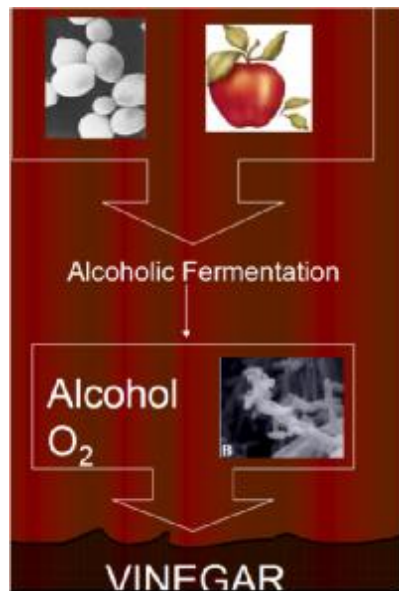 Alcoholic Fermentation
Alcohol
O₂
B
VINEGAR